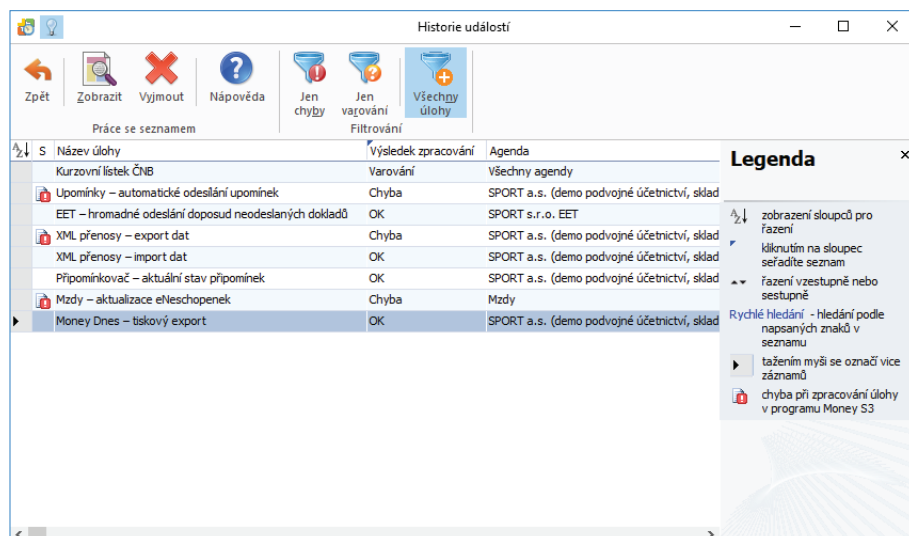 Historie událostí
Zpět
Zobrazit
Vyjmout
Nápověda
Jen chyby
Jen varování
Všechny úlohy
Práce se seznamem
Filtrování
S Název úlohy Výsledek zpracování Agenda
Kurzovní lístek ČNB Varování Všechny agendy
Upomínky – automatické odesílání upomínek Chyba SPORT a.s. (demo podvojné účetnictví, sklad
EET – hromadné odeslání doposud neodeslaných dokladů OK SPORT s.r.o. EET
XML přenosy – export dat Chyba SPORT a.s. (demo podvojné účetnictví, sklad
XML přenosy – import dat OK SPORT a.s. (demo podvojné účetnictví, sklad
Připomínkovač – aktuální stav připomínek OK SPORT a.s. (demo podvojné účetnictví, sklad
Mzdy – aktualizace eNeschopenek Chyba Mzdy
Money Dnes – tiskový export OK SPORT a.s. (demo podvojné účetnictví, sklad
Legenda
zobrazení sloupců pro
řazení
kliknutím na sloupec
seřadíte seznam
řazení vzestupně nebo
sestupně
Rychlé hledání - hledání podle
napsaných znaků v
seznamu
tažením myši se označí vice
záznamů
chyba při zpracování úlohy
v programu Money S3